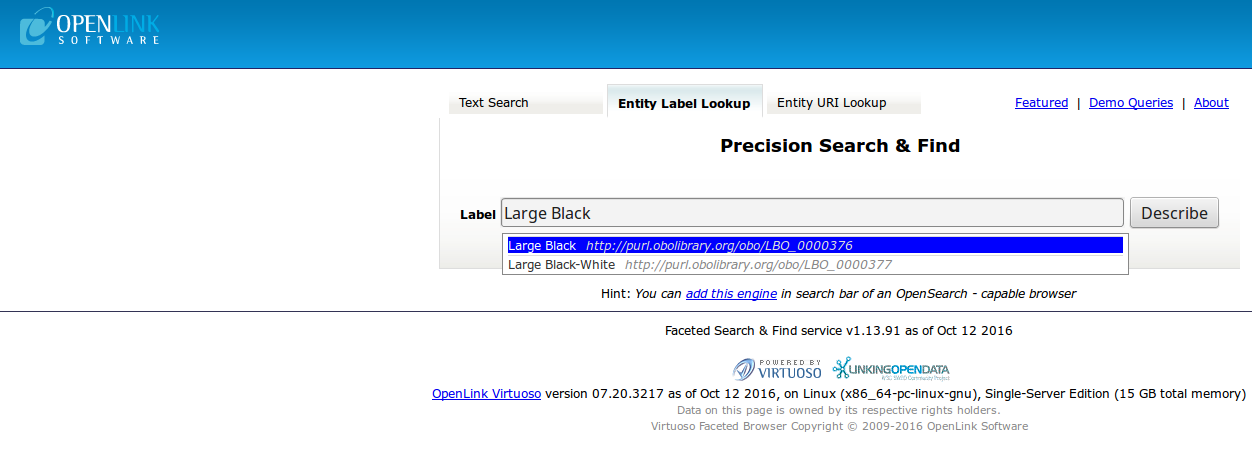 OPENLINK
SOFTWARE
Text Search
Entity Label Lookup
Entity URI Lookup
Featured | Demo Queries | About
Precision Search & Find
Label Large Black Describe
Large Black http://purl.obolibrary.org/obo/LBO_0000376
Large Black-White http://purl.obolibrary.org/obo/LBO_0000377
Hint: You can add this engine in search bar of an OpenSearch - capable browser
Faceted Search & Find service v1.13.91 as of Oct 12 2016
POWERED BY
VIRTUOSO
LINKINGOPENDATA
W3C SWEO Community Project
OpenLink Virtuoso version 07.20.3217 as of Oct 12 2016, on Linux (x86_64-pc-linux-gnu), Single-Server Edition (15 GB total memory)
Data on this page is owned by its respective rights holders.
Virtuoso Faceted Browser Copyright © 2009-2016 OpenLink Software